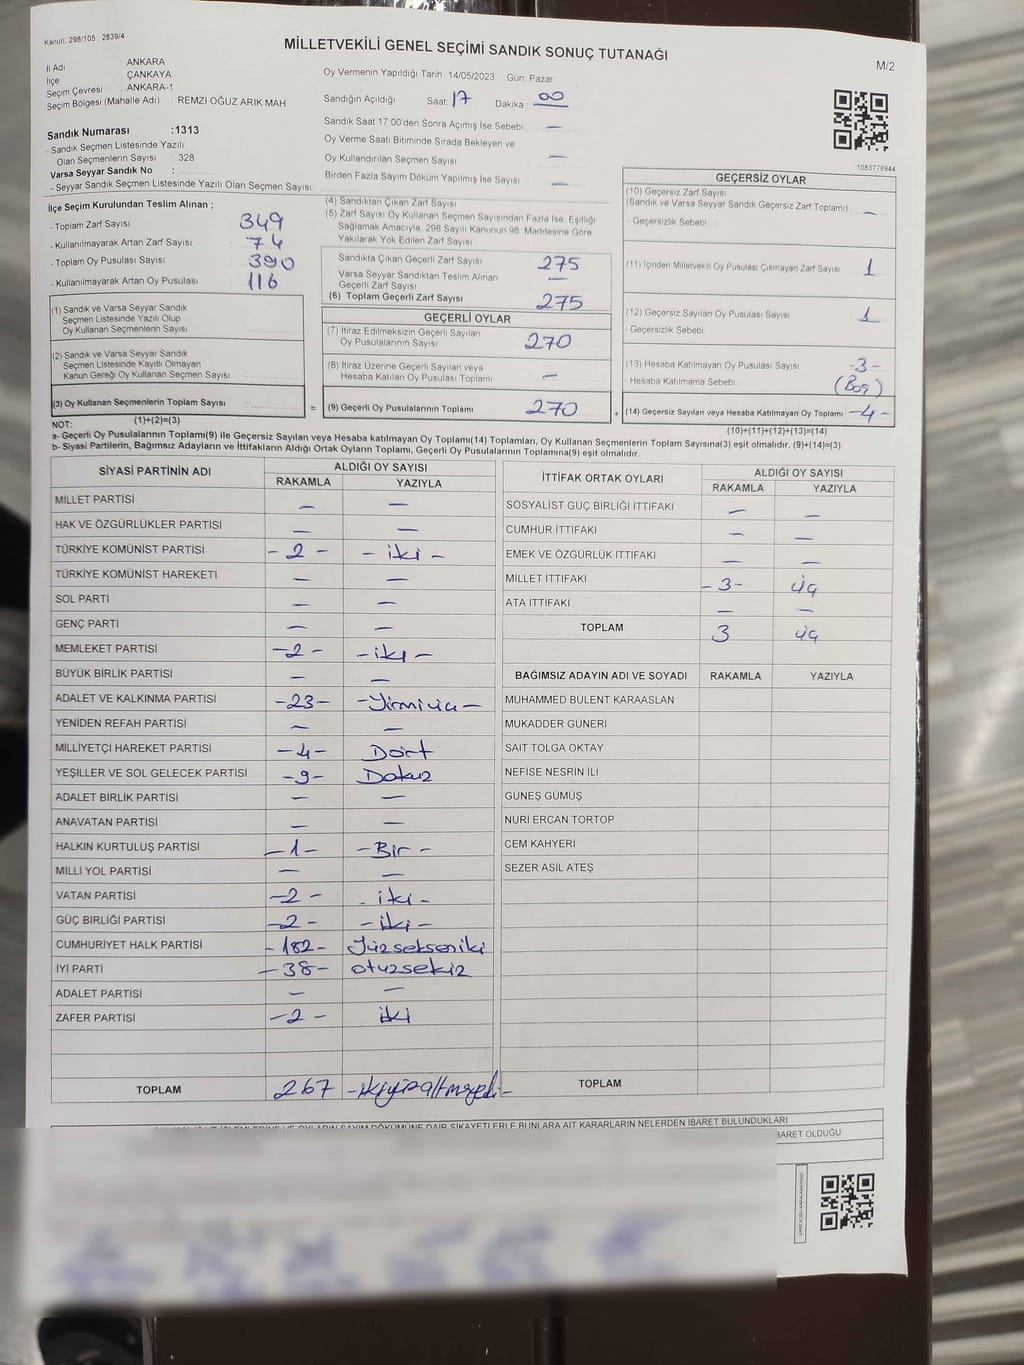 Kanun: 298/105 , 2839/4
MİLLETVEKİLİ GENEL SEÇİMİ SANDIK SONUÇ TUTANAĞI
M/2
İl Adı : ANKARA
İlçe : ÇANKAYA
Seçim Çevresi : ANKARA-1
Seçim Bölgesi (Mahalle Adı) : REMZİ OĞUZ ARIK MAH.
Sandık Numarası :1313
- Sandık Seçmen Listesinde Yazılı
Olan Seçmenlerin Sayısı : 328
Varsa Seyyar Sandık No :
- Seyyar Sandık Seçmen Listesinde Yazılı Olan Seçmen Sayısı:
Oy Vermenin Yapıldığı Tarih :14/05/2023 Gün: Pazar
Sandığın Açıldığı Saat: 17 Dakika : 00
Sandık Saat 17:00'den Sonra Açımış İse Sebebi : —
Oy Verme Saati Bitiminde Sırada Bekleyen ve
Oy Kullandırılan Seçmen Sayısı : —
Birden Fazla Sayım Döküm Yapılmış İse Sayısı : —
1083778944
İlçe Seçim Kurulundan Teslim Alınan ;
- Toplam Zarf Sayısı : 349
- Kullanılmayarak Artan Zarf Sayısı : 74
- Toplam Oy Pusulası Sayısı : 390
- Kullanılmayarak Artan Oy Pusulası : 116
(1) Sandık ve Varsa Seyyar Sandık
Seçmen Listesinde Yazılı Olup
Oy Kullanan Seçmenlerin Sayısı :
(2) Sandık ve Varsa Seyyar Sandık
Seçmen Listesinde Kayıtlı Olmayan
Kanun Gereği Oy Kullanan Seçmen Sayısı :
(3) Oy Kullanan Seçmenlerin Toplam Sayısı :
(1)+(2)=(3)
(4) Sandıktan Çıkan Zarf Sayısı :
(5) Zarf Sayısı Oy Kullanan Seçmen Sayısından Fazla İse, Eşitliği
Sağlamak Amacıyla, 298 Sayılı Kanunun 98. Maddesine Göre
Yakılarak Yok Edilen Zarf Sayısı :
Sandıkta Çıkan Geçerli Zarf Sayısı : 275
Varsa Seyyar Sandıktan Teslim Alınan
Geçerli Zarf Sayısı : —
(6) Toplam Geçerli Zarf Sayısı : 275
GEÇERLİ OYLAR
(7) İtiraz Edilmeksizin Geçerli Sayılan
Oy Pusulalarının Sayısı : 270
(8) İtiraz Üzerine Geçerli Sayılan veya
Hesaba Katılan Oy Pusulası Toplamı : —
= (9) Geçerli Oy Pusulalarının Toplamı : 270
GEÇERSİZ OYLAR
(10) Geçersiz Zarf Sayısı
(Sandık ve Varsa Seyyar Sandık Geçersiz Zarf Toplamı) : —
- Geçersizlik Sebebi :
(11) İçinden Milletvekili Oy Pusulası Çıkmayan Zarf Sayısı : 1
(12) Geçersiz Sayılan Oy Pusulası Sayısı : 1
- Geçersizlik Sebebi :
(13) Hesaba Katılmayan Oy Pusulası Sayısı : -3-
- Hesaba Katılmama Sebebi : (Boş)
+ (14) Geçersiz Sayılan veya Hesaba Katılmayan Oy Toplamı : -4-
(10)+(11)+(12)+(13)=(14)
NOT:
a- Geçerli Oy Pusulalarının Toplamı(9) ile Geçersiz Sayılan veya Hesaba katılmayan Oy Toplamı(14) Toplamları, Oy Kullanan Seçmenlerin Toplam Sayısına(3) eşit olmalıdır. (9)+(14)=(3)
b- Siyasi Partilerin, Bağımsız Adayların ve İttifakların Aldığı Ortak Oyların Toplamı, Geçerli Oy Pusulalarının Toplamına(9) eşit olmalıdır.
SİYASİ PARTİNİN ADI ALDIĞI OY SAYISI
RAKAMLA YAZIYLA
MİLLET PARTİSİ — —
HAK VE ÖZGÜRLÜKLER PARTİSİ — —
TÜRKİYE KOMÜNİST PARTİSİ - 2 - - iki -
TÜRKİYE KOMÜNİST HAREKETİ — —
SOL PARTİ — —
GENÇ PARTİ — —
MEMLEKET PARTİSİ -2- -iki-
BÜYÜK BİRLİK PARTİSİ — —
ADALET VE KALKINMA PARTİSİ -23- -Yirmiüç-
YENİDEN REFAH PARTİSİ — —
MİLLİYETÇİ HAREKET PARTİSİ -4- Dört
YEŞİLLER VE SOL GELECEK PARTİSİ -9- Dokuz
ADALET BİRLİK PARTİSİ — —
ANAVATAN PARTİSİ — —
HALKIN KURTULUŞ PARTİSİ -1- -Bir-
MİLLİ YOL PARTİSİ — —
VATAN PARTİSİ -2- - iki-
GÜÇ BİRLİĞİ PARTİSİ -2- -iki-
CUMHURİYET HALK PARTİSİ -182- Yüzsekseniki
İYİ PARTİ -38- otuzsekiz
ADALET PARTİSİ — —
ZAFER PARTİSİ -2- iki
TOPLAM 267 -ikiyüzaltmışyedi-
İTTİFAK ORTAK OYLARI ALDIĞI OY SAYISI
RAKAMLA YAZIYLA
SOSYALİST GÜÇ BİRLİĞİ İTTİFAKI — —
CUMHUR İTTİFAKI — —
EMEK VE ÖZGÜRLÜK İTTİFAKI — —
MİLLET İTTİFAKI -3- üç
ATA İTTİFAKI — —
TOPLAM 3 üç
BAĞIMSIZ ADAYIN ADI VE SOYADI RAKAMLA YAZIYLA
MUHAMMED BÜLENT KARAASLAN
MUKADDER GÜNERİ
SAİT TOLGA OKTAY
NEFİSE NESRİN İLİ
GÜNEŞ GÜMÜŞ
NURİ ERCAN TORTOP
CEM KAHYERİ
SEZER ASIL ATEŞ
TOPLAM
DAİR ŞİKAYETLER İLE BUNLARA AİT KARARLARIN NELERDEN İBARET BULUNDUKLARI
İBARET OLDUĞU